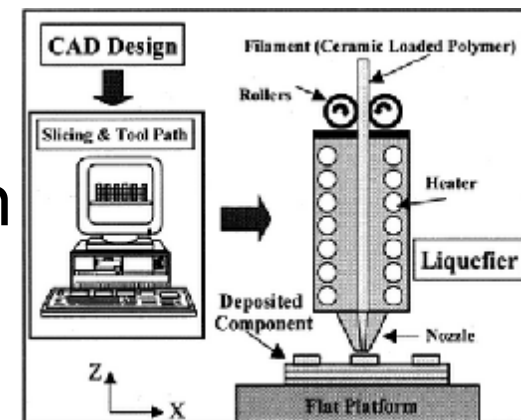 CAD Design
Slicing & Tool Path
n
Filament (Ceramic Loaded Polymer)
Rollers
Heater
Liquefier
Deposited
Component
Nozzle
Z
X
Flat Platform